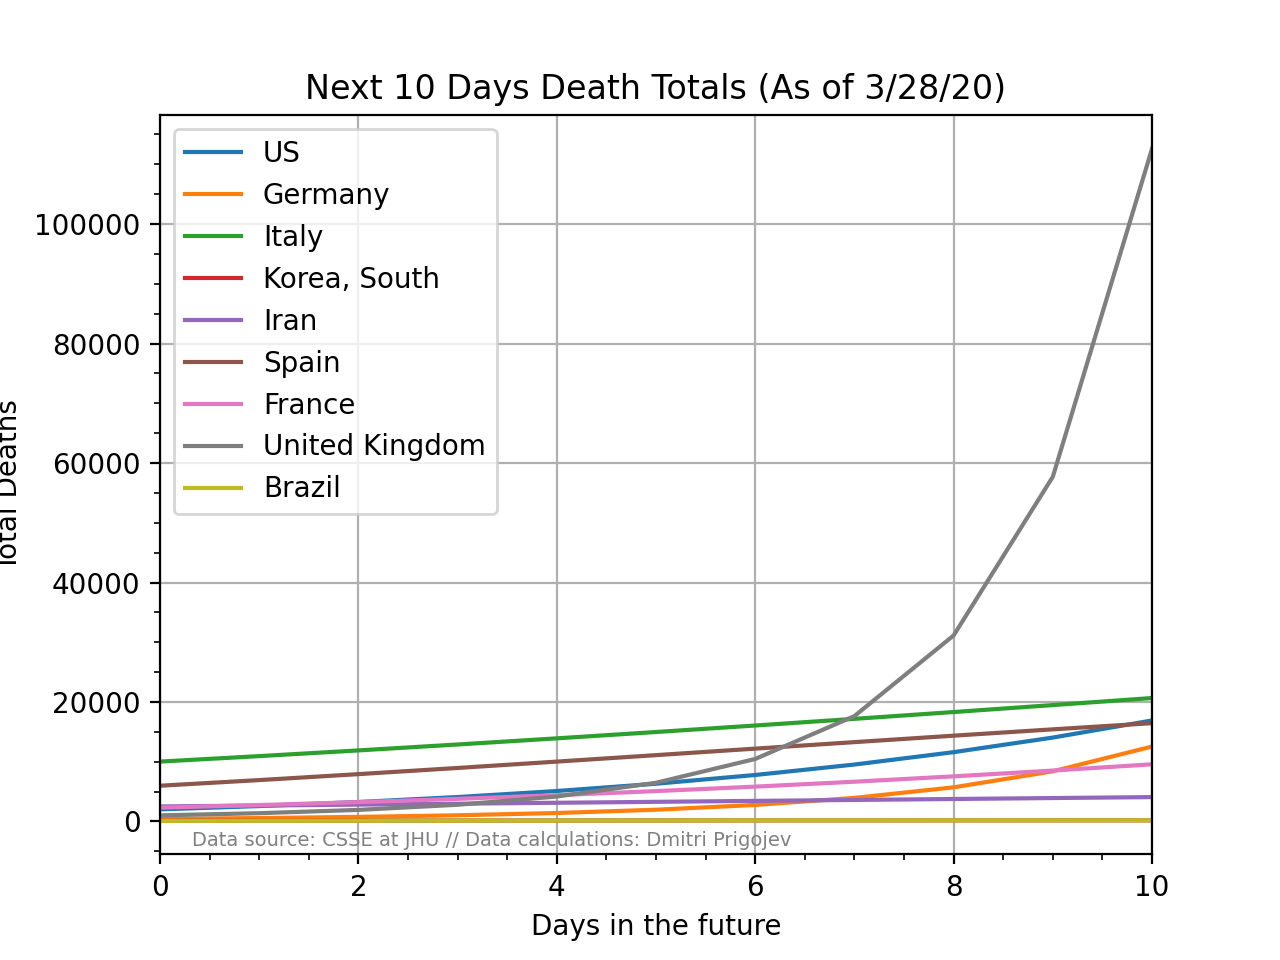 Next 10 Days Death Totals (As of 3/28/20)
US
Germany
Italy
Korea, South
Iran
Spain
France
United Kingdom
Brazil
100000
80000
60000
40000
20000
0
Total Deaths
Data source: CSSE at JHU // Data calculations: Dmitri Prigojev
0 2 4 6 8 10
Days in the future